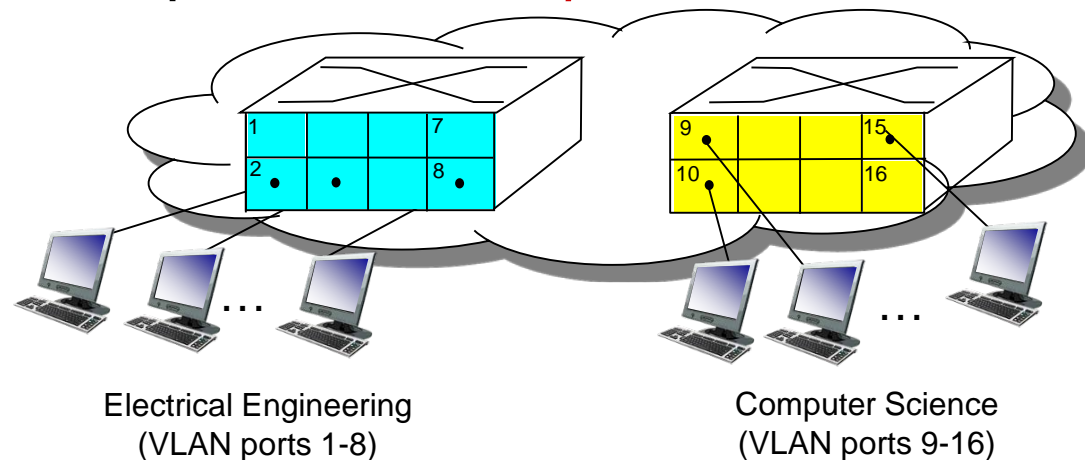 1 7
2 8
9 15
10 16
... ...
Electrical Engineering
(VLAN ports 1-8)
Computer Science
(VLAN ports 9-16)